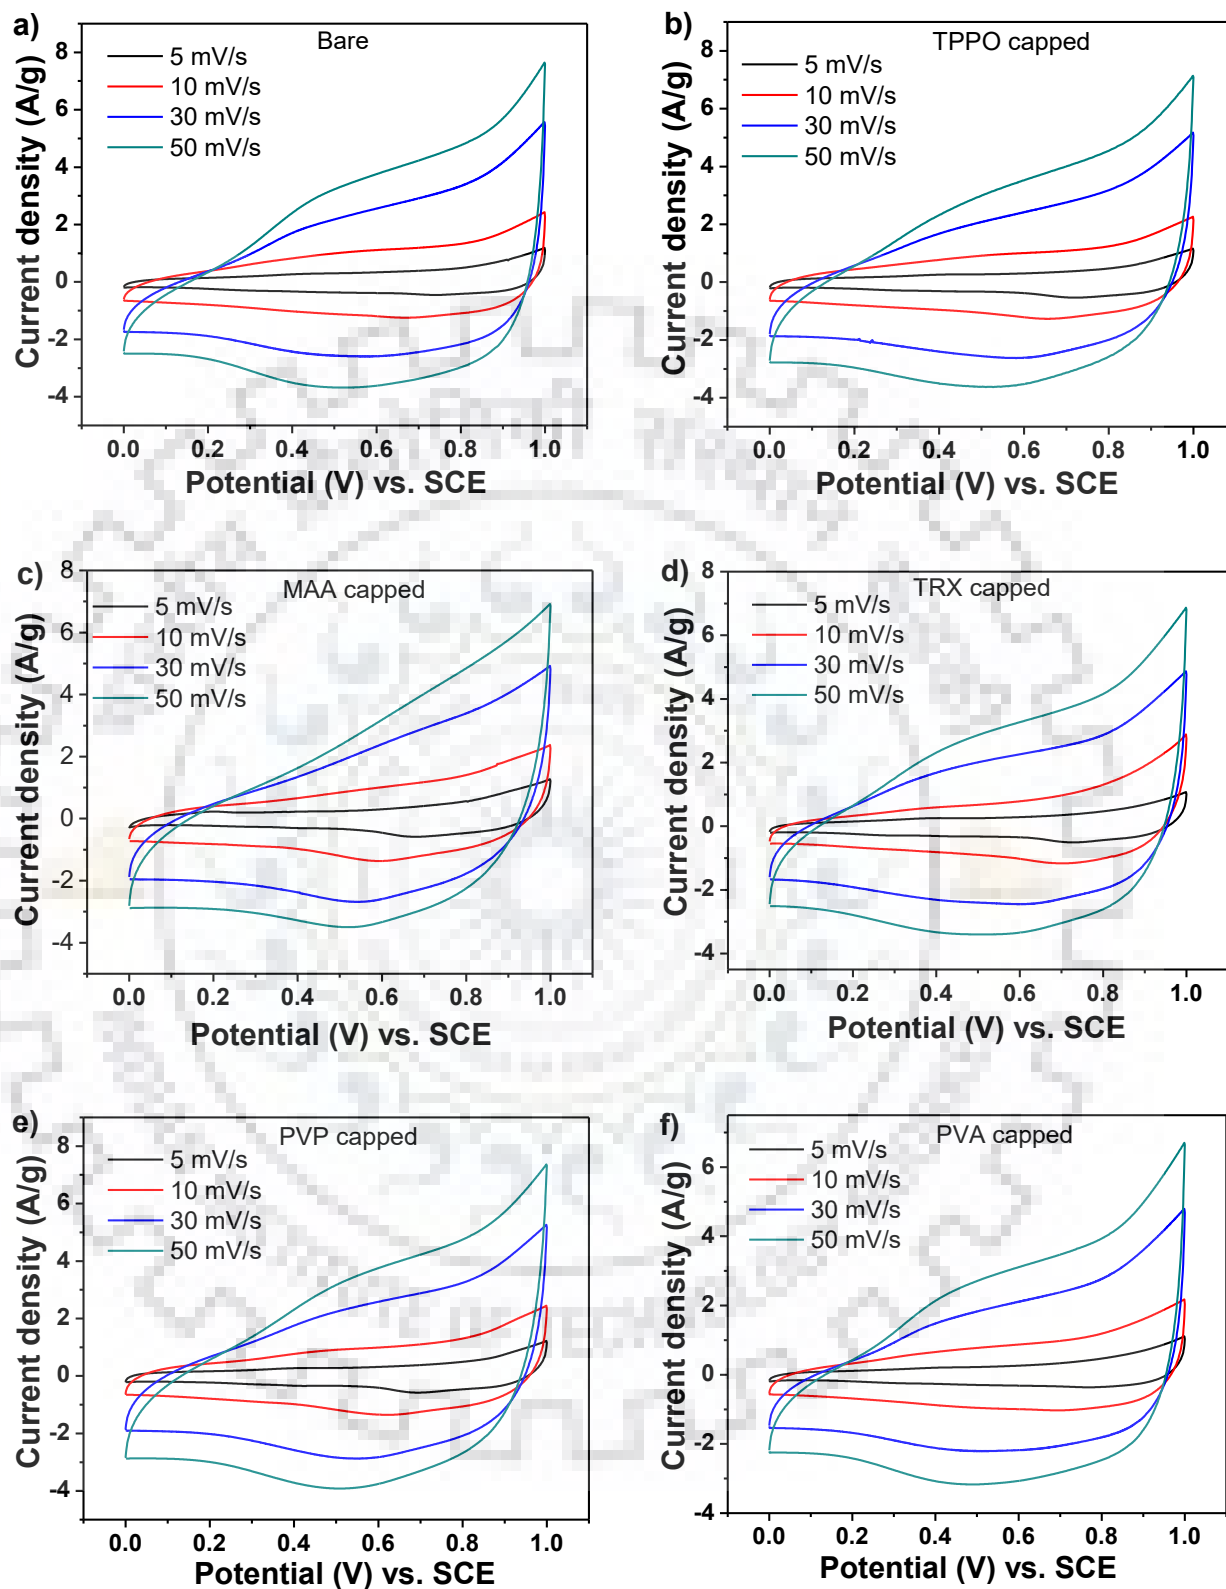 a)
Bare
5 mV/s
10 mV/s
30 mV/s
50 mV/s
8
6
4
2
0
-2
-4
Current density (A/g)
0.0 0.2 0.4 0.6 0.8 1.0
Potential (V) vs. SCE
b)
TPPO capped
5 mV/s
10 mV/s
30 mV/s
50 mV/s
8
6
4
2
0
-2
-4
Current density (A/g)
0.0 0.2 0.4 0.6 0.8 1.0
Potential (V) vs. SCE
c)
MAA capped
5 mV/s
10 mV/s
30 mV/s
50 mV/s
8
6
4
2
0
-2
-4
Current density (A/g)
0.0 0.2 0.4 0.6 0.8 1.0
Potential (V) vs. SCE
d)
TRX capped
5 mV/s
10 mV/s
30 mV/s
50 mV/s
8
6
4
2
0
-2
-4
Current density (A/g)
0.0 0.2 0.4 0.6 0.8 1.0
Potential (V) vs. SCE
e)
PVP capped
5 mV/s
10 mV/s
30 mV/s
50 mV/s
8
6
4
2
0
-2
-4
Current density (A/g)
0.0 0.2 0.4 0.6 0.8 1.0
Potential (V) vs. SCE
f)
PVA capped
5 mV/s
10 mV/s
30 mV/s
50 mV/s
6
4
2
0
-2
-4
Current density (A/g)
0.0 0.2 0.4 0.6 0.8 1.0
Potential (V) vs. SCE